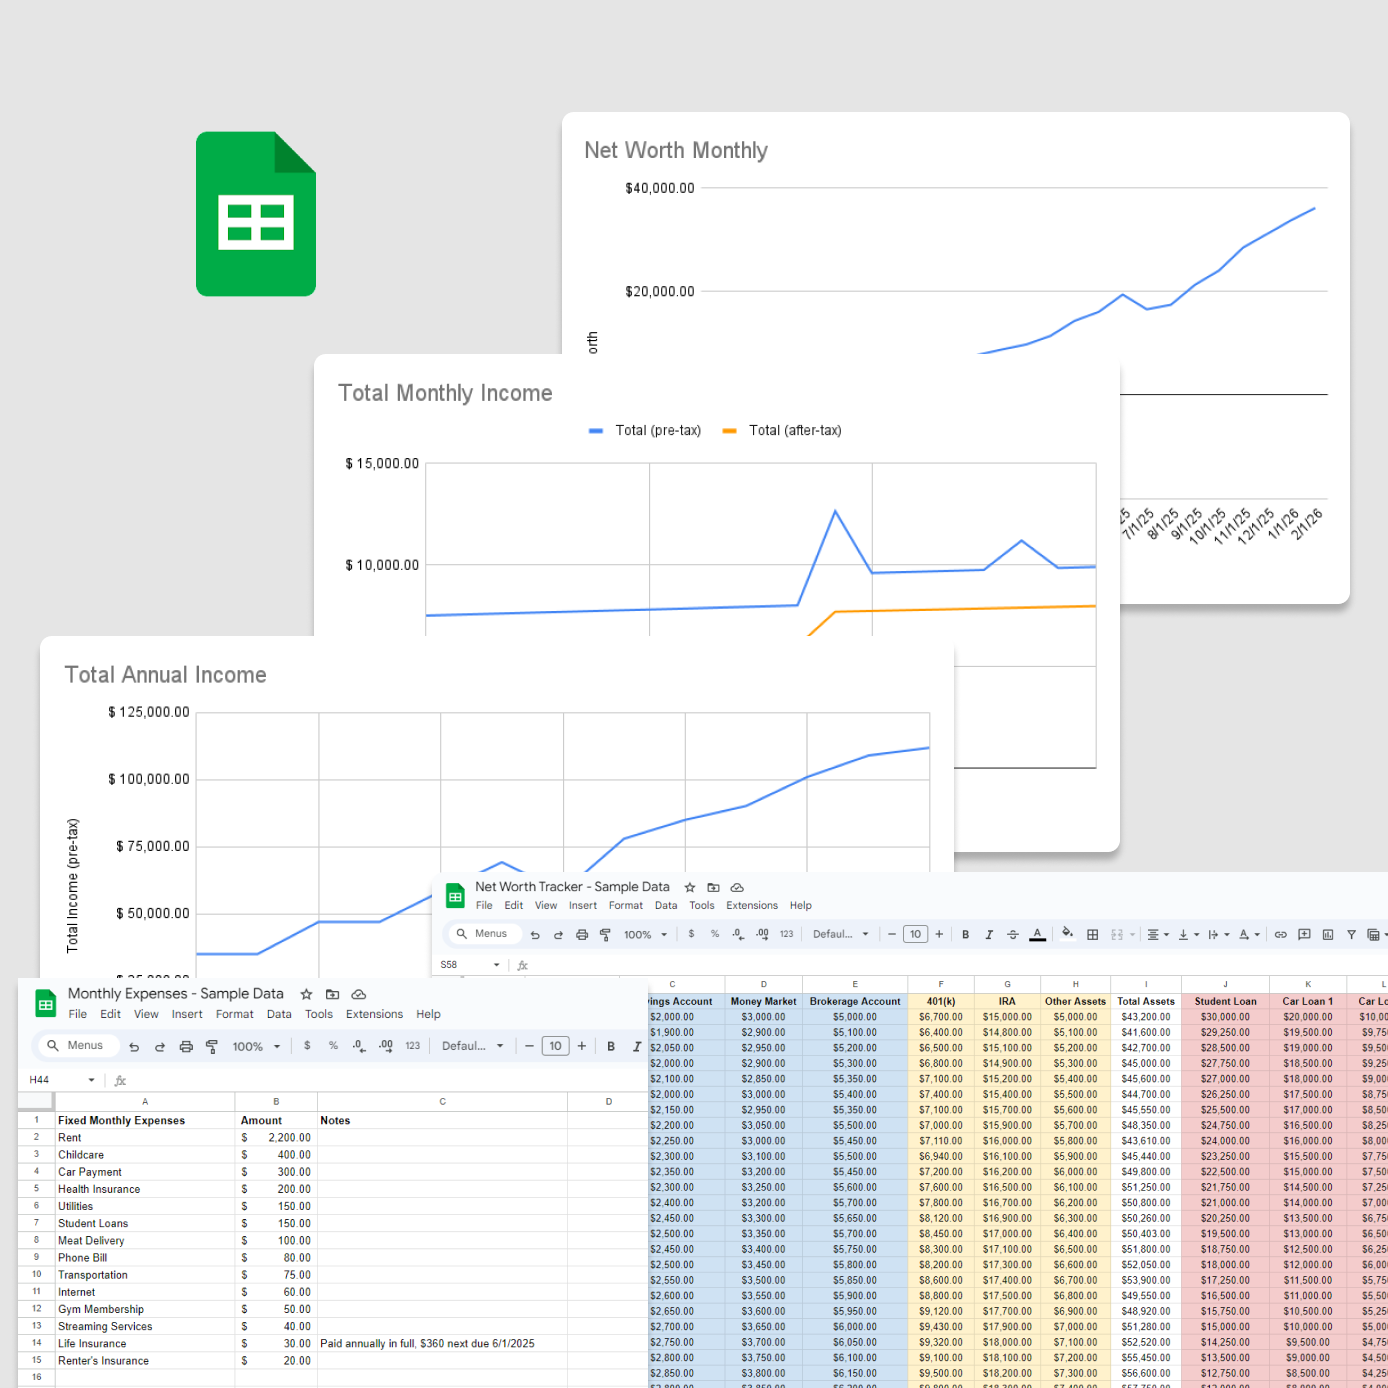 Net Worth Monthly
$40,000.00
$20,000.00
orth
7/1/25
8/1/25
9/1/25
10/1/25
11/1/25
12/1/25
1/1/26
2/1/26
Total Monthly Income
Total (pre-tax) Total (after-tax)
$ 15,000.00
$ 10,000.00
Total Annual Income
$ 125,000.00
$ 100,000.00
$ 75,000.00
$ 50,000.00
Total Income (pre-tax)
Net Worth Tracker - Sample Data
File Edit View Insert Format Data Tools Extensions Help
Menus 100% $ % .0 .00 123 Defaul... 10 B I A
S58 fx
C D E F G H I J K L
vings Account Money Market Brokerage Account 401(k) IRA Other Assets Total Assets Student Loan Car Loan 1 Car Lo
$2,000.00 $3,000.00 $5,000.00 $6,700.00 $15,000.00 $5,000.00 $43,200.00 $30,000.00 $20,000.00 $10,00
$1,900.00 $2,900.00 $5,100.00 $6,400.00 $14,800.00 $5,100.00 $41,600.00 $29,250.00 $19,500.00 $9,75
$2,050.00 $2,950.00 $5,200.00 $6,500.00 $15,100.00 $5,200.00 $42,700.00 $28,500.00 $19,000.00 $9,50
$2,000.00 $2,900.00 $5,300.00 $6,800.00 $14,900.00 $5,300.00 $45,000.00 $27,750.00 $18,500.00 $9,25
$2,100.00 $2,850.00 $5,350.00 $7,100.00 $15,200.00 $5,400.00 $45,600.00 $27,000.00 $18,000.00 $9,00
$2,000.00 $3,000.00 $5,400.00 $7,400.00 $15,400.00 $5,500.00 $44,700.00 $26,250.00 $17,500.00 $8,75
$2,150.00 $2,950.00 $5,350.00 $7,100.00 $15,700.00 $5,600.00 $45,550.00 $25,500.00 $17,000.00 $8,50
$2,200.00 $3,050.00 $5,500.00 $7,000.00 $15,900.00 $5,700.00 $48,350.00 $24,750.00 $16,500.00 $8,25
$2,250.00 $3,000.00 $5,450.00 $7,110.00 $16,000.00 $5,800.00 $43,610.00 $24,000.00 $16,000.00 $8,00
$2,300.00 $3,100.00 $5,500.00 $6,940.00 $16,100.00 $5,900.00 $45,440.00 $23,250.00 $15,500.00 $7,75
$2,350.00 $3,200.00 $5,450.00 $7,200.00 $16,200.00 $6,000.00 $49,800.00 $22,500.00 $15,000.00 $7,50
$2,300.00 $3,250.00 $5,600.00 $7,600.00 $16,500.00 $6,100.00 $51,250.00 $21,750.00 $14,500.00 $7,25
$2,400.00 $3,200.00 $5,700.00 $7,800.00 $16,700.00 $6,200.00 $50,800.00 $21,000.00 $14,000.00 $7,00
$2,450.00 $3,300.00 $5,650.00 $8,120.00 $16,900.00 $6,300.00 $50,260.00 $20,250.00 $13,500.00 $6,75
$2,500.00 $3,350.00 $5,700.00 $8,450.00 $17,000.00 $6,400.00 $50,403.00 $19,500.00 $13,000.00 $6,50
$2,450.00 $3,400.00 $5,750.00 $8,300.00 $17,100.00 $6,500.00 $51,800.00 $18,750.00 $12,500.00 $6,25
$2,500.00 $3,450.00 $5,800.00 $8,200.00 $17,300.00 $6,600.00 $52,050.00 $18,000.00 $12,000.00 $6,00
$2,550.00 $3,500.00 $5,850.00 $8,600.00 $17,400.00 $6,700.00 $53,900.00 $17,250.00 $11,500.00 $5,75
$2,600.00 $3,550.00 $5,900.00 $8,800.00 $17,500.00 $6,800.00 $49,550.00 $16,500.00 $11,000.00 $5,50
$2,650.00 $3,600.00 $5,950.00 $9,120.00 $17,700.00 $6,900.00 $48,920.00 $15,750.00 $10,500.00 $5,25
$2,700.00 $3,650.00 $6,000.00 $9,430.00 $17,900.00 $7,000.00 $51,280.00 $15,000.00 $10,000.00 $5,00
$2,750.00 $3,700.00 $6,050.00 $9,320.00 $18,000.00 $7,100.00 $52,520.00 $14,250.00 $9,500.00 $4,75
$2,800.00 $3,750.00 $6,100.00 $9,100.00 $18,100.00 $7,200.00 $55,450.00 $13,500.00 $9,000.00 $4,50
$2,850.00 $3,800.00 $6,150.00 $9,500.00 $18,200.00 $7,300.00 $56,600.00 $12,750.00 $8,500.00 $4,25
Monthly Expenses - Sample Data
File Edit View Insert Format Data Tools Extensions Help
Menus 100% $ % .0 .00 123 Defaul... 10 B I
H44 fx
A B C D
1 Fixed Monthly Expenses Amount Notes
2 Rent $ 2,200.00
3 Childcare $ 400.00
4 Car Payment $ 300.00
5 Health Insurance $ 200.00
6 Utilities $ 150.00
7 Student Loans $ 150.00
8 Meat Delivery $ 100.00
9 Phone Bill $ 80.00
10 Transportation $ 75.00
11 Internet $ 60.00
12 Gym Membership $ 50.00
13 Streaming Services $ 40.00
14 Life Insurance $ 30.00 Paid annually in full, $360 next due 6/1/2025
15 Renter's Insurance $ 20.00
16